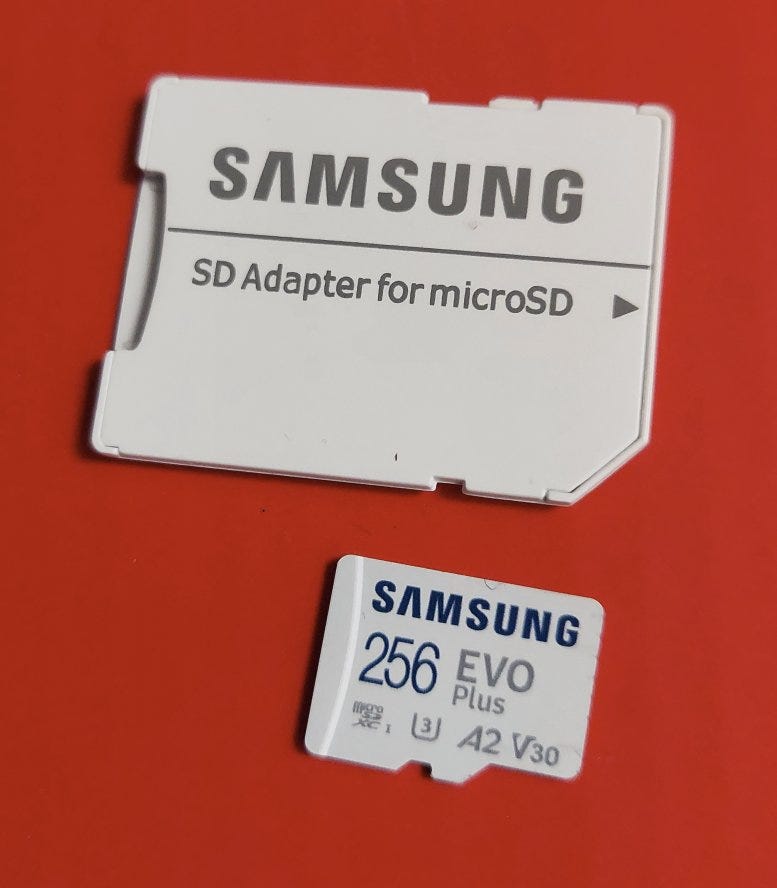 SAMSUNG
SD Adapter for microSD
SAMSUNG
256 EVO
Plus
micro
SD
XC I U3 A2 V30